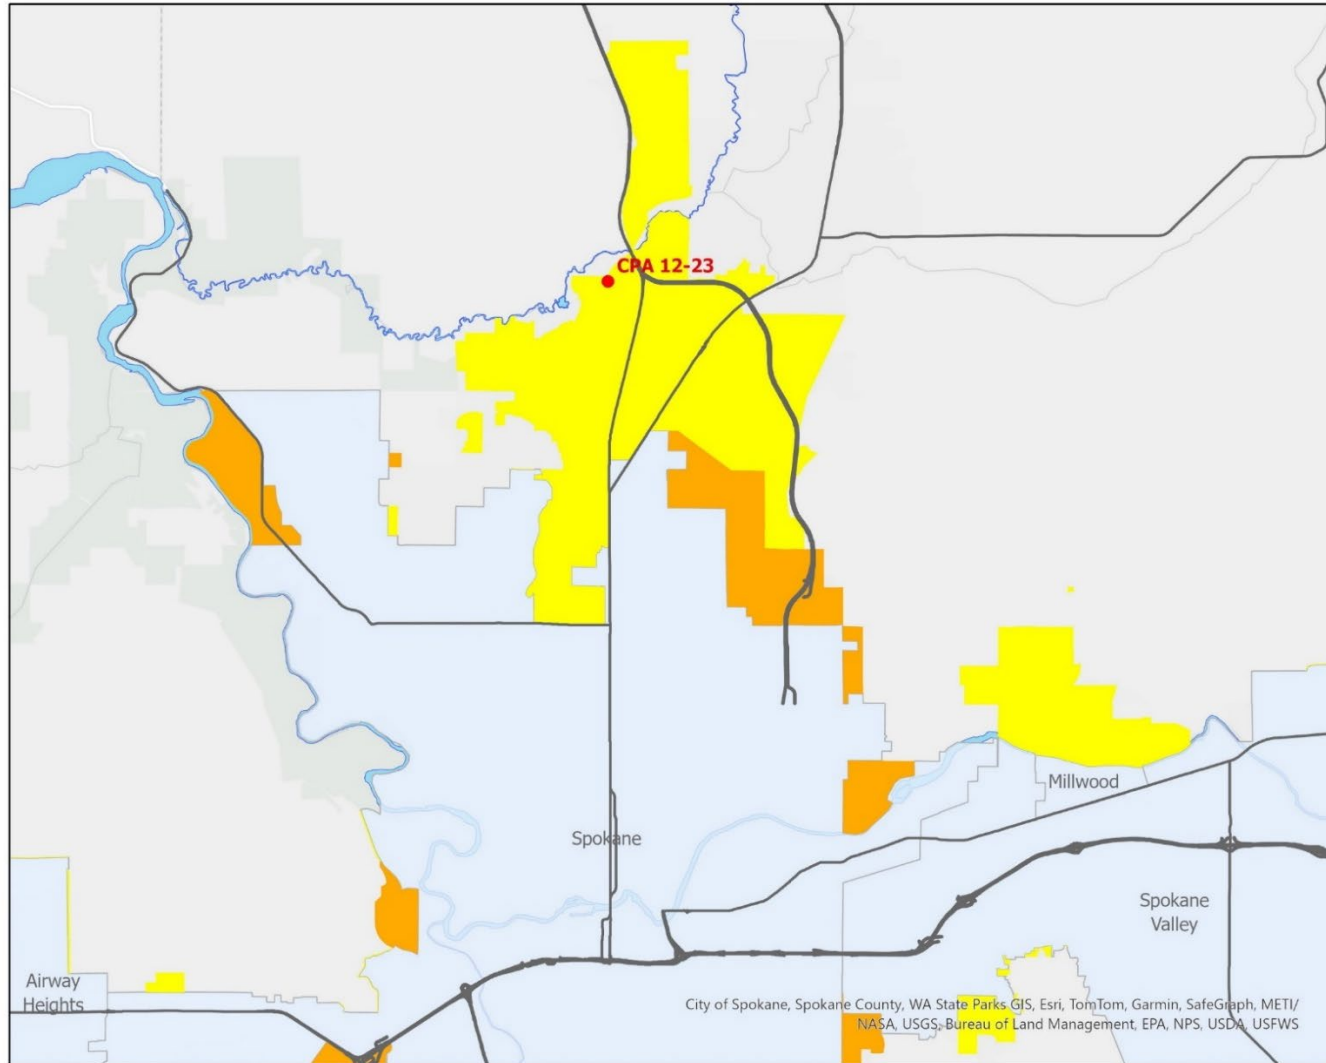 CPA 12-23
Millwood
Spokane
Spokane
Valley
Airway
Heights
City of Spokane, Spokane County, WA State Parks GIS, Esri, TomTom, Garmin, SafeGraph, METI/
NASA, USGS, Bureau of Land Management, EPA, NPS, USDA, USFWS